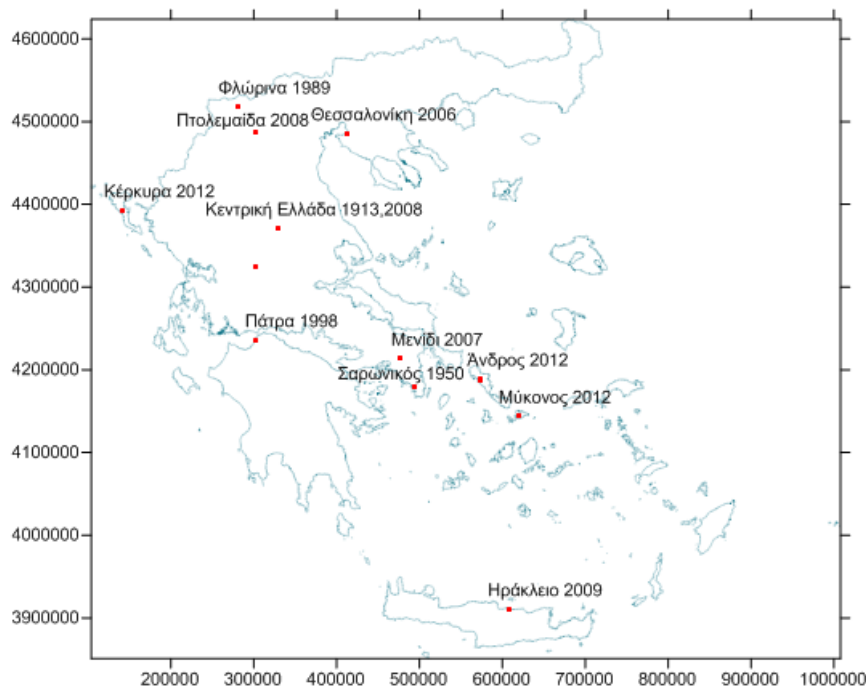 4600000
Φλώρινα 1989
4500000
Πτολεμαϊδα 2008
Θεσσαλονίκη 2006
4400000
Κέρκυρα 2012
Κεντρική Ελλάδα 1913,2008
4300000
Πάτρα 1998
Μενίδι 2007
4200000
Άνδρος 2012
Σαρωνικός 1950
Μύκονος 2012
4100000
4000000
Ηράκλειο 2009
3900000
200000 300000 400000 500000 600000 700000 800000 900000 1000000